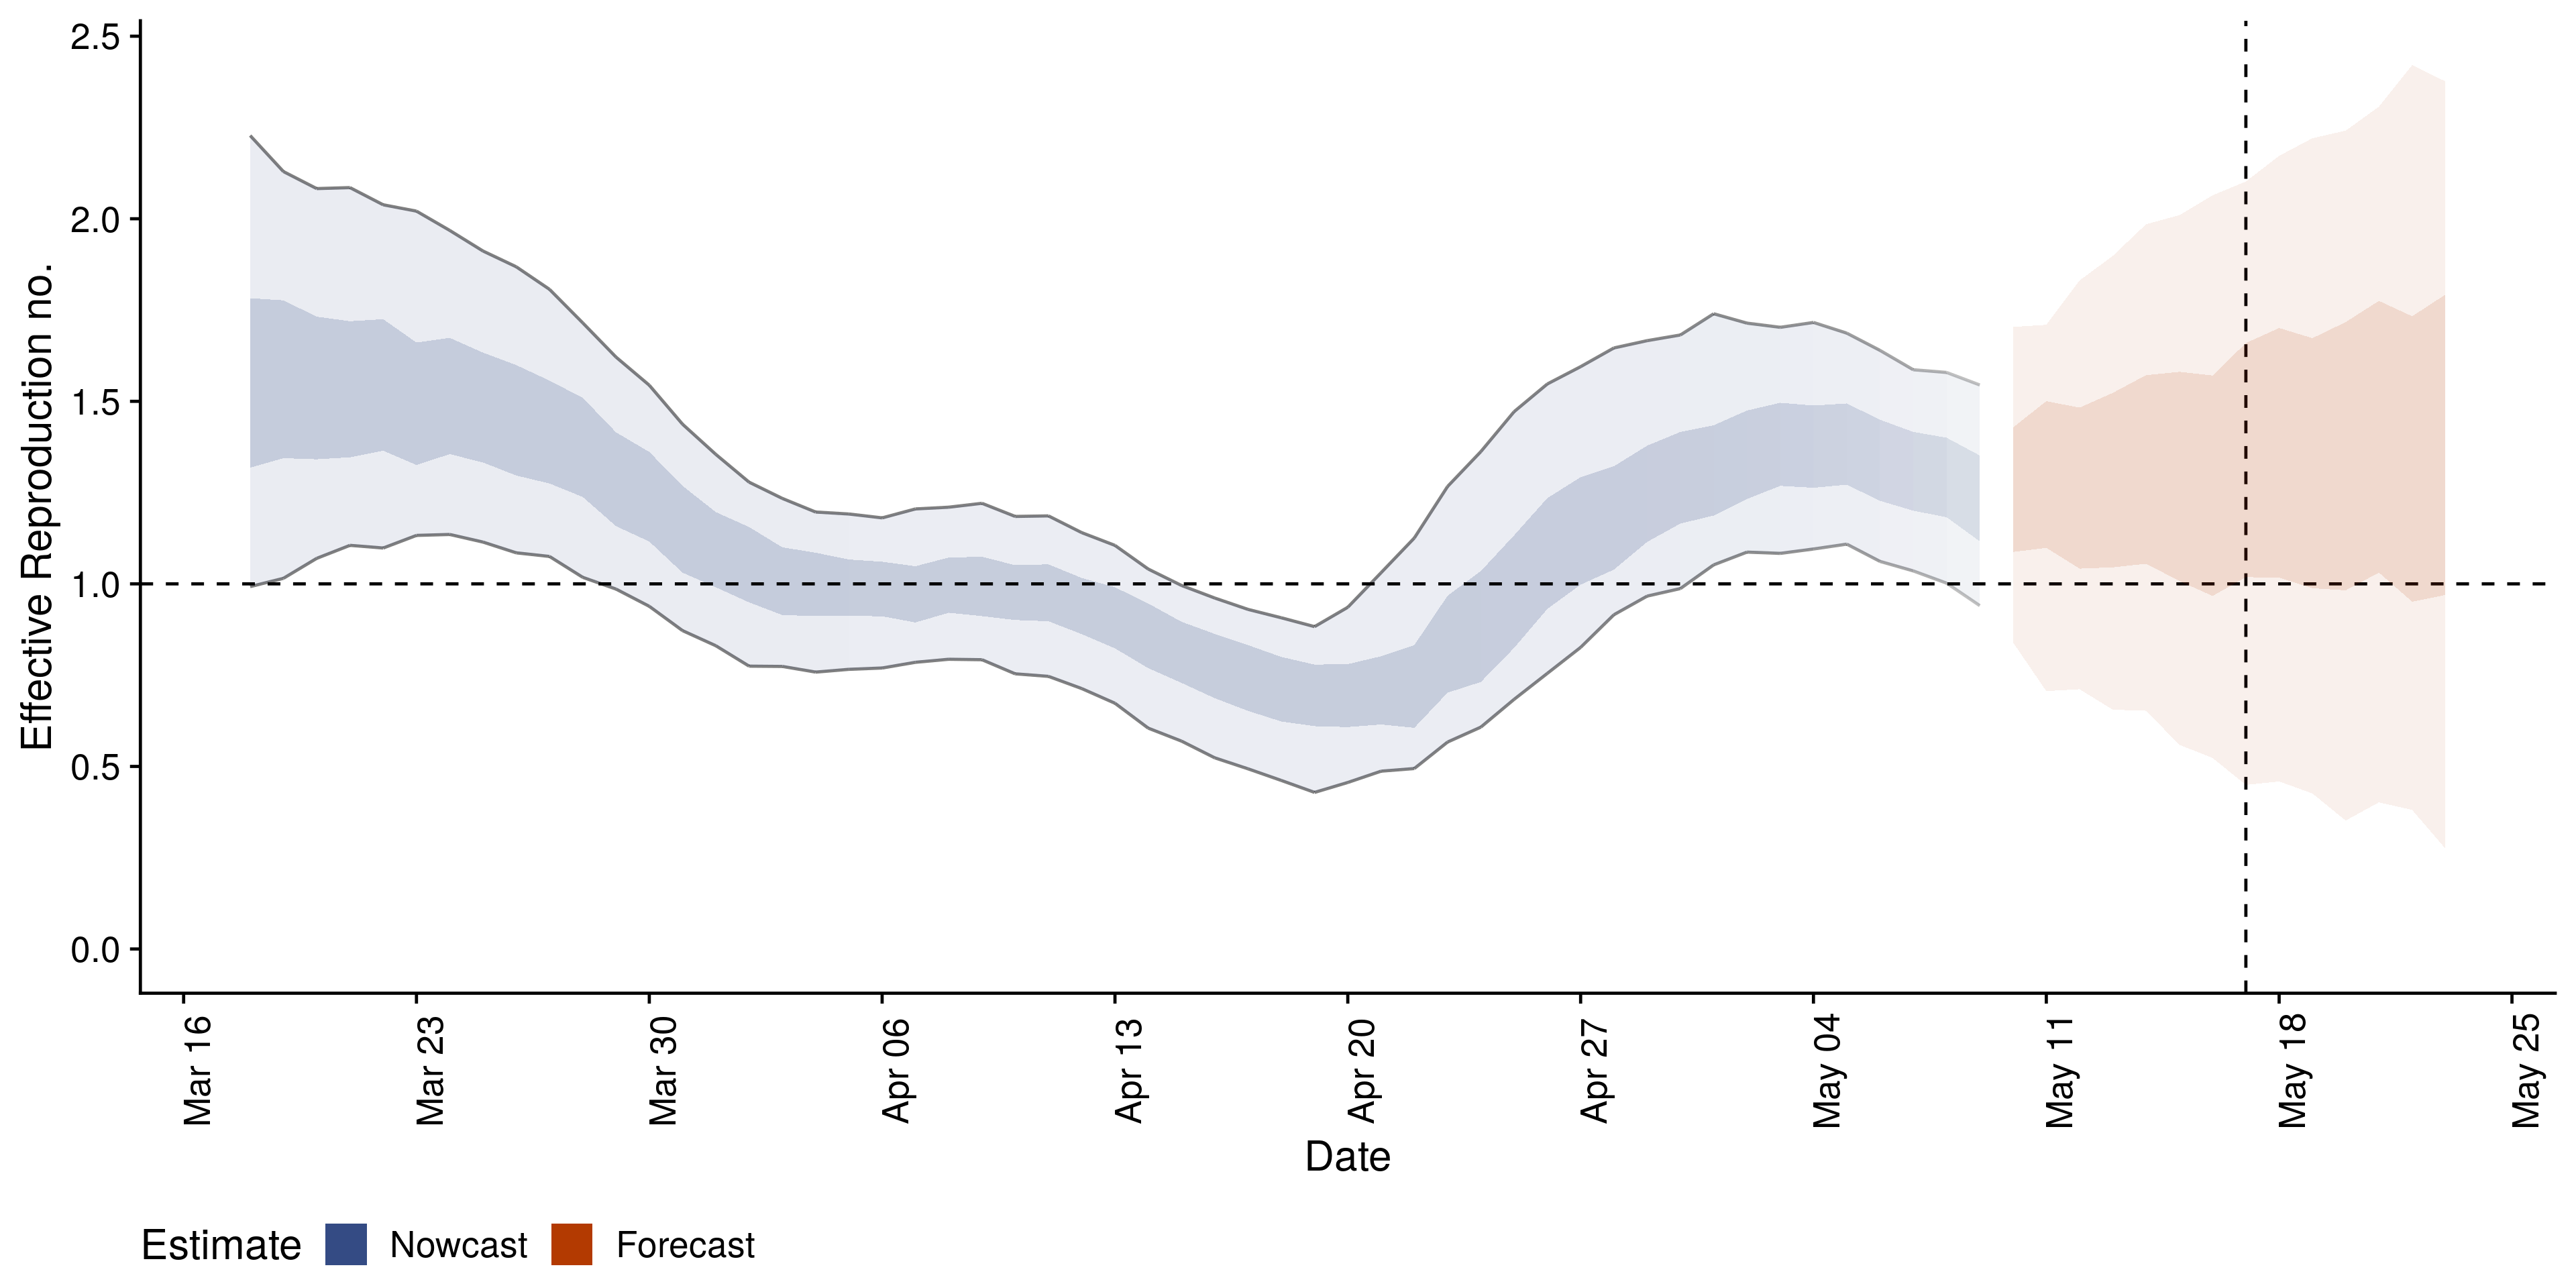 Effective Reproduction no.
2.5
2.0
1.5
1.0
0.5
0.0
Mar 16
Mar 23
Mar 30
Apr 06
Apr 13
Apr 20
Apr 27
May 04
May 11
May 18
May 25
Date
Estimate Nowcast Forecast